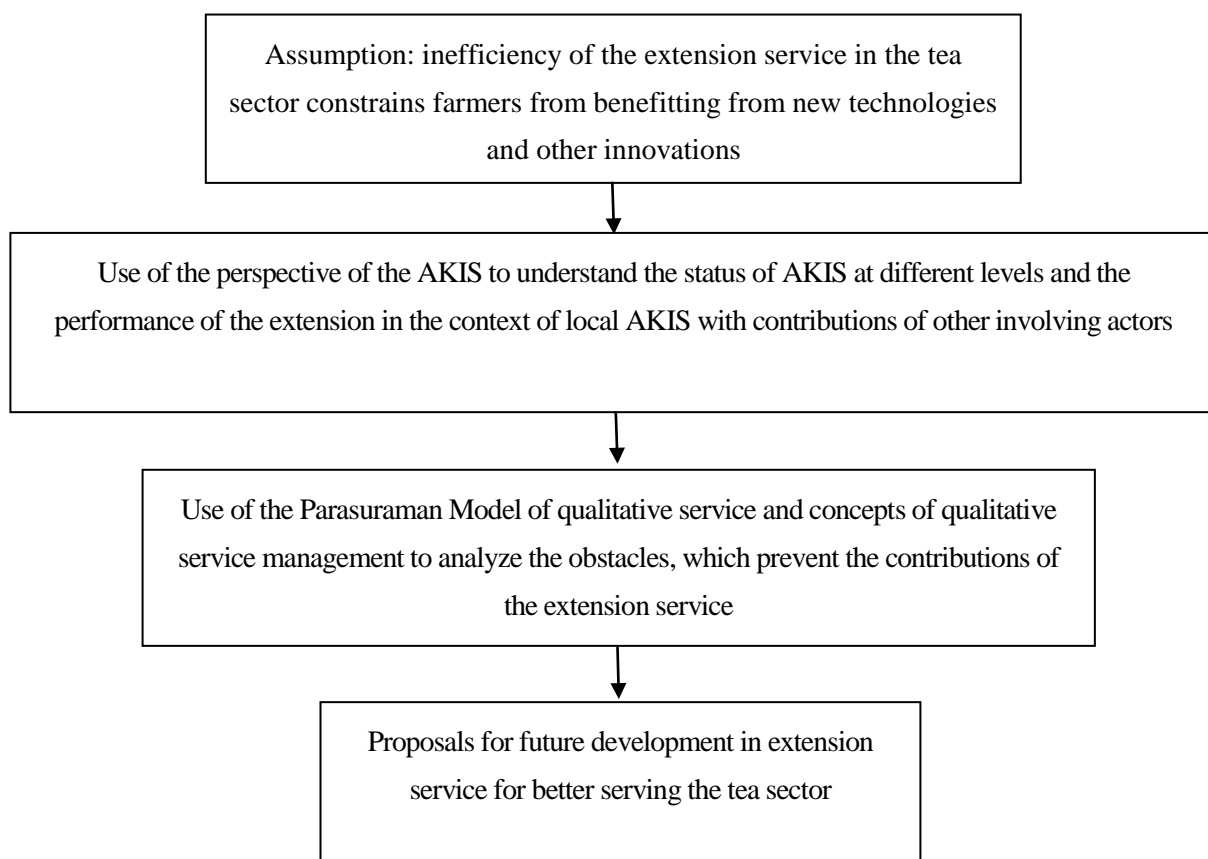 Assumption: inefficiency of the extension service in the tea
sector constrains farmers from benefitting from new technologies
and other innovations
Use of the perspective of the AKIS to understand the status of AKIS at different levels and the
performance of the extension in the context of local AKIS with contributions of other involving actors
Use of the Parasuraman Model of qualitative service and concepts of qualitative
service management to analyze the obstacles, which prevent the contributions of
the extension service
Proposals for future development in extension
service for better serving the tea sector